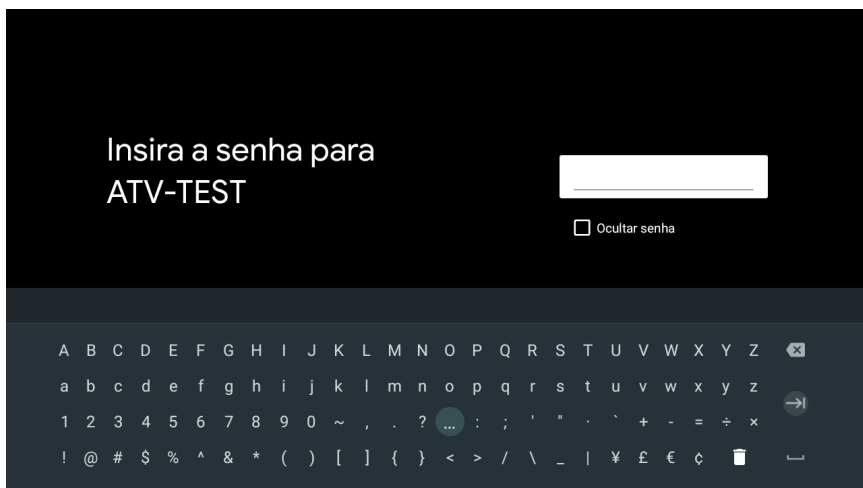 Insira a senha para
ATV-TEST
Ocultar senha
A B C D E F G H I J K L M N O P Q R S T U V W X Y Z
a b c d e f g h i j k l m n o p q r s t u v w x y z
1 2 3 4 5 6 7 8 9 0 ~ , . ? ... : ; ' " · ` + - = ÷ ×
! @ # $ % ^ & * ( ) [ ] { } < > / \ _ | ¥ £ € ¢